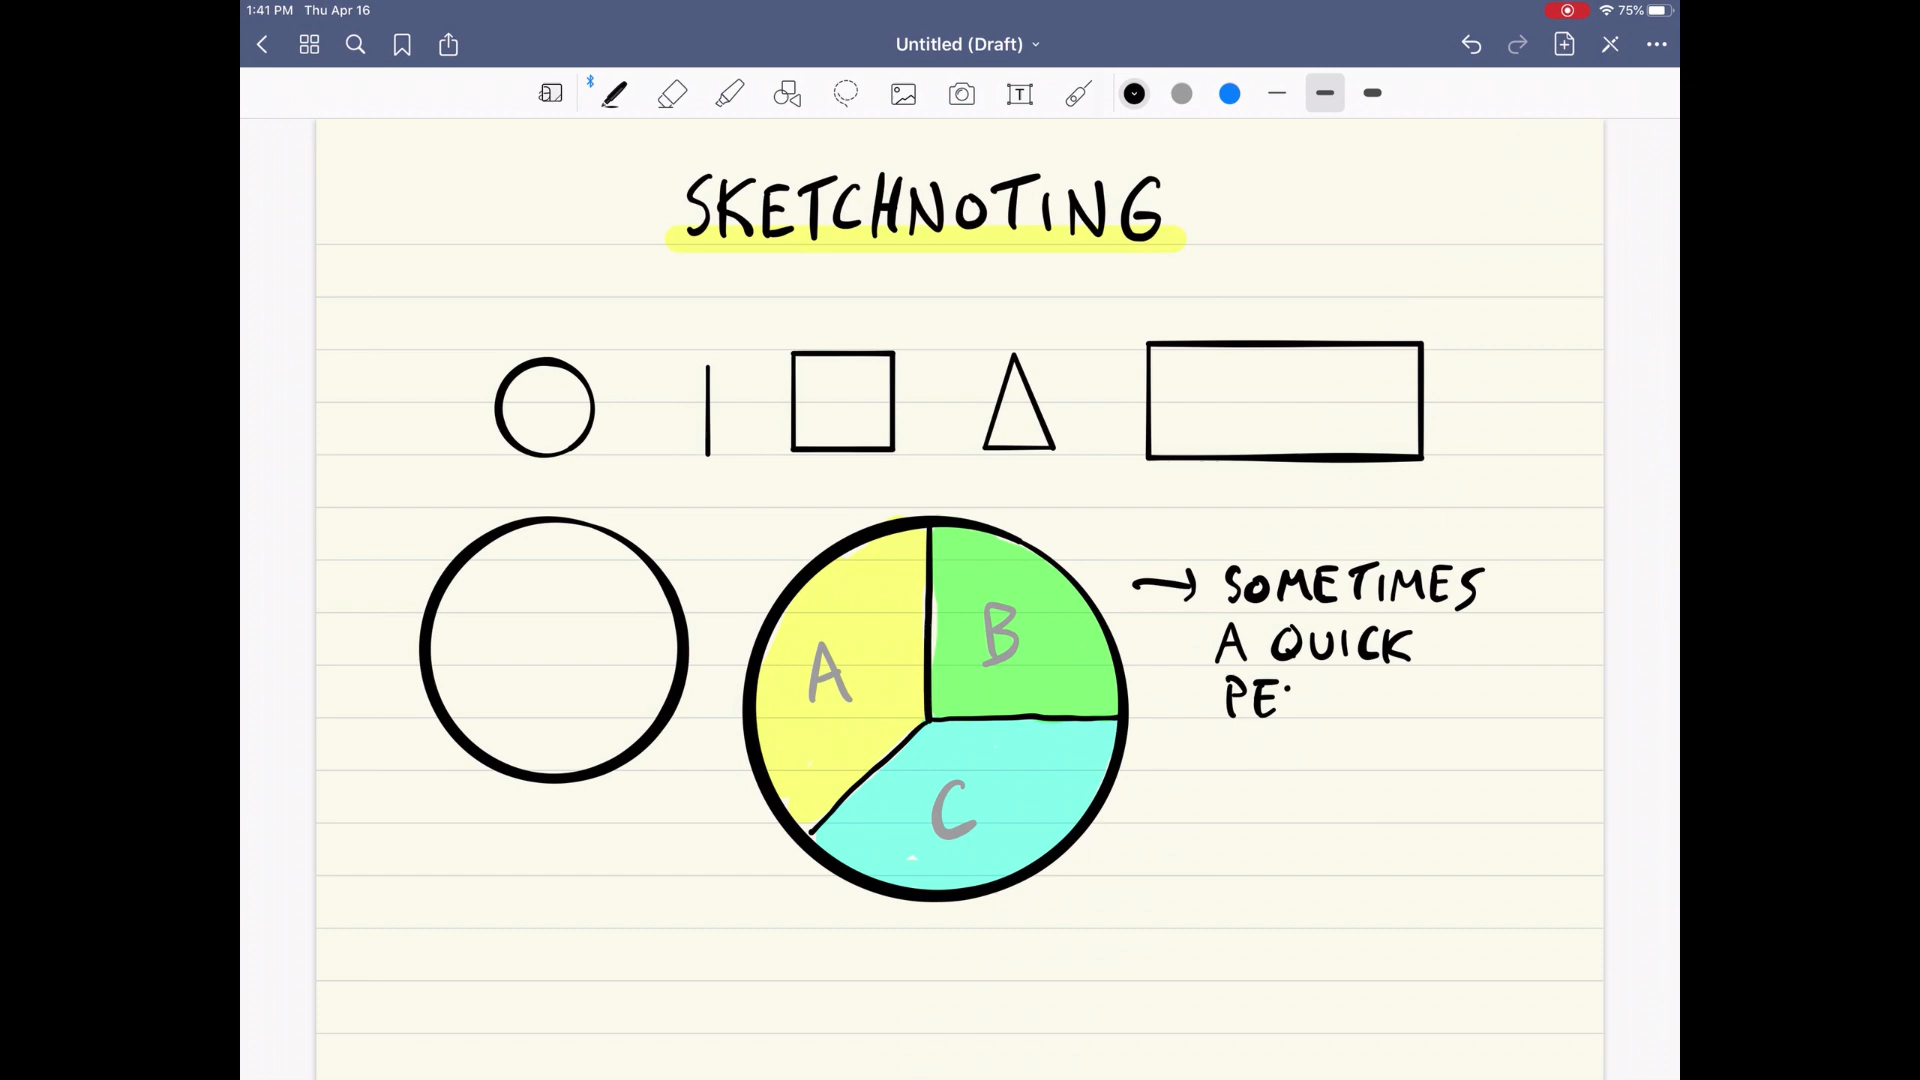 1:41 PM Thu Apr 16
75%
Untitled (Draft)
T
SKETCHNOTING
A
B
C
→ SOMETIMES
A QUICK
PE